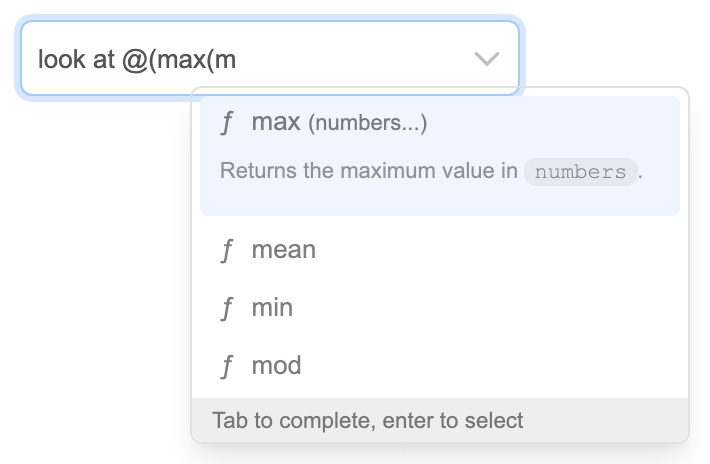 look at @(max(m
ƒ max (numbers...)
Returns the maximum value in numbers.
ƒ mean
ƒ min
ƒ mod
Tab to complete, enter to select